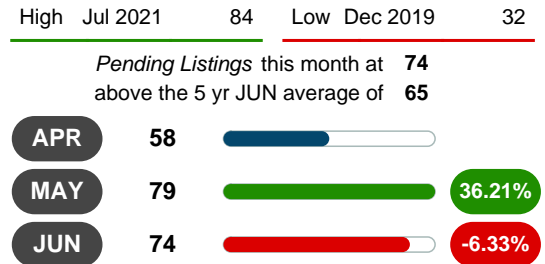 High Jul 2021 84 Low Dec 2019 32
Pending Listings this month at 74
above the 5 yr JUN average of 65
APR 58
MAY 79 36.21%
JUN 74 -6.33%